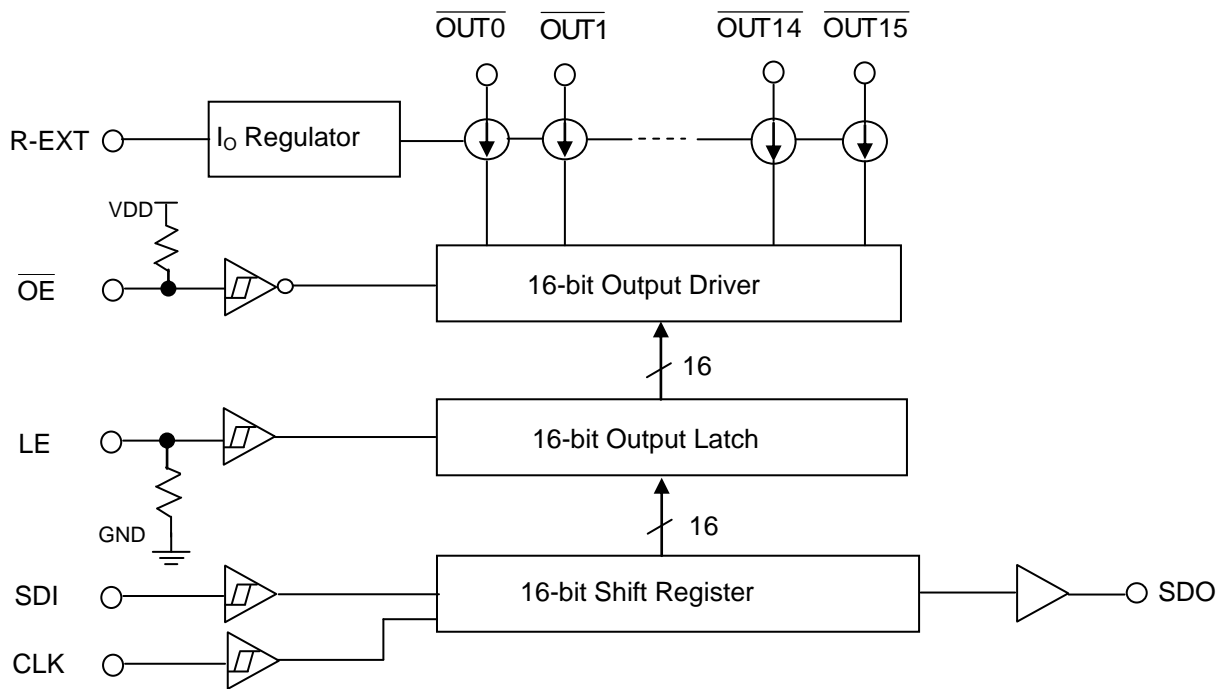 OUT0 OUT1 OUT14 OUT15
R-EXT
IO Regulator
VDD
OE
16-bit Output Driver
16
LE
16-bit Output Latch
GND
16
SDI
16-bit Shift Register
SDO
CLK